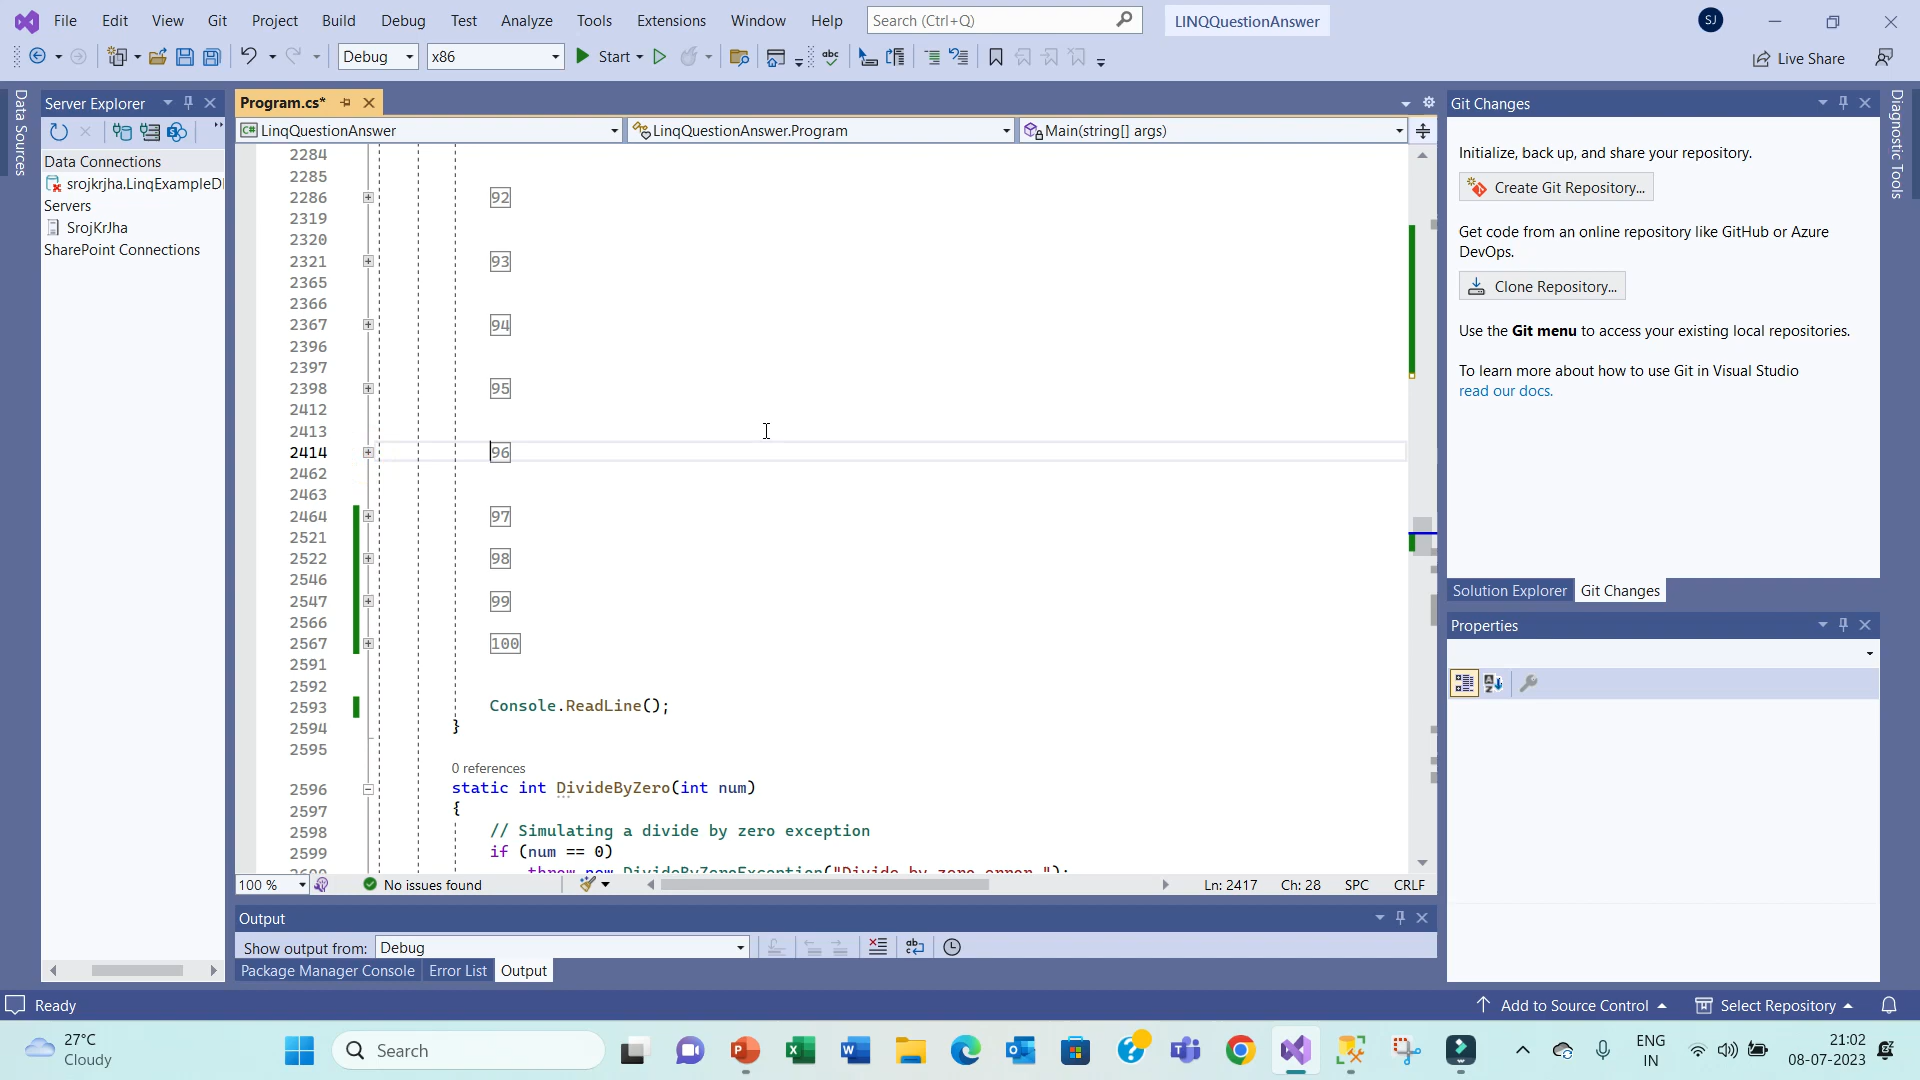 File Edit View Git Project Build Debug Test Analyze Tools Extensions Window Help Search (Ctrl+Q) LINQQuestionAnswer SJ
Debug x86 Start Live Share
Data Sources
Server Explorer
Data Connections
srojkrjha.LinqExampleD
Servers
SrojKrJha
SharePoint Connections
Program.cs*
LinqQuestionAnswer LinqQuestionAnswer.Program Main(string[] args)
2284
2285
2286 92
2319
2320
2321 93
2365
2366
2367 94
2396
2397
2398 95
2412
2413
2414 96
2462
2463
2464 97
2521
2522 98
2546
2547 99
2566
2567 100
2591
2592
2593 Console.ReadLine();
2594 }
2595
0 references
2596 static int DivideByZero(int num)
2597 {
2598 // Simulating a divide by zero exception
2599 if (num == 0)
2600 throw new DivideByZeroException("Divide by zero error.");
100 % No issues found Ln: 2417 Ch: 28 SPC CRLF
Output
Show output from: Debug
Package Manager Console Error List Output
Git Changes
Initialize, back up, and share your repository.
Create Git Repository...
Get code from an online repository like GitHub or Azure
DevOps.
Clone Repository...
Use the Git menu to access your existing local repositories.
To learn more about how to use Git in Visual Studio
read our docs.
Solution Explorer Git Changes
Properties
Diagnostic Tools
Ready Add to Source Control Select Repository
27°C
Cloudy
Search
ENG
IN
21:02
08-07-2023